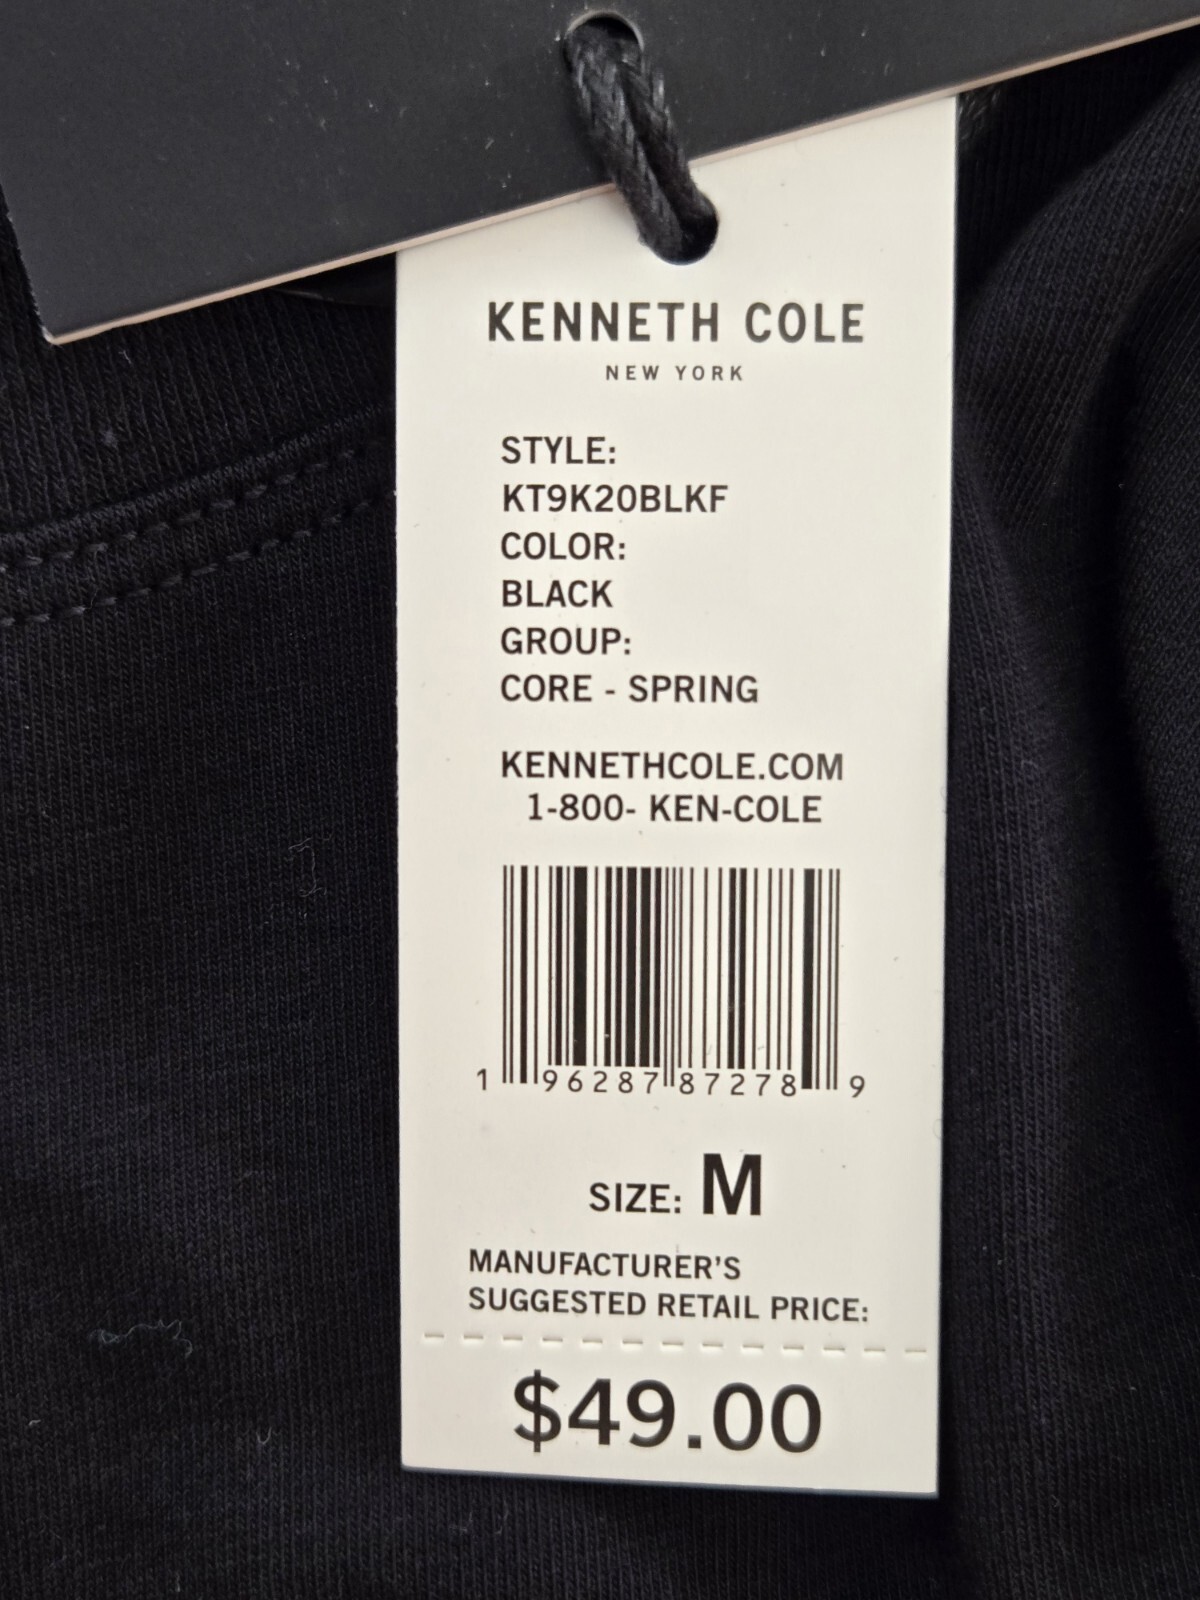 KENNETH COLE
NEW YORK
STYLE:
KT9K20BLKF
COLOR:
BLACK
GROUP:
CORE - SPRING
KENNETHCOLE.COM
1-800- KEN-COLE
1 96287 87278 9
SIZE: M
MANUFACTURER'S
SUGGESTED RETAIL PRICE:
$49.00